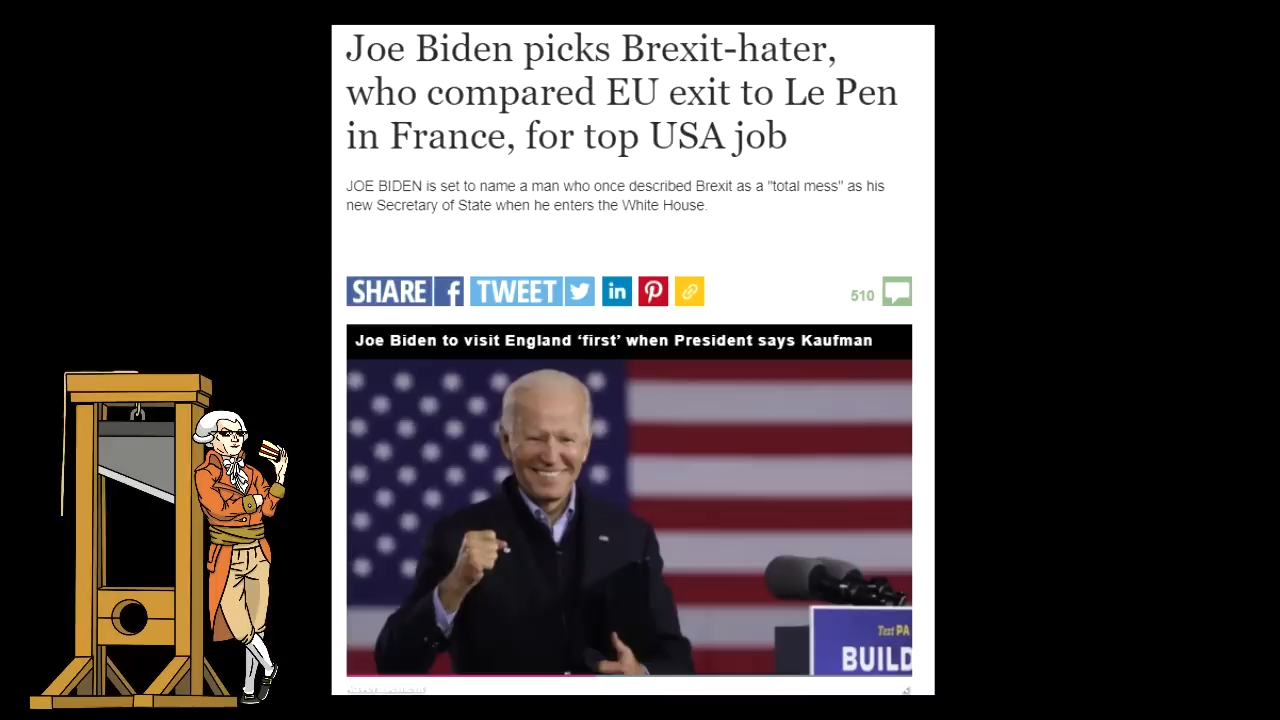 Joe Biden picks Brexit-hater,
who compared EU exit to Le Pen
in France, for top USA job
JOE BIDEN is set to name a man who once described Brexit as a "total mess" as his
new Secretary of State when he enters the White House.
SHARE f TWEET in 510
Joe Biden to visit England ‘first’ when President says Kaufman
Text PA
BUILD